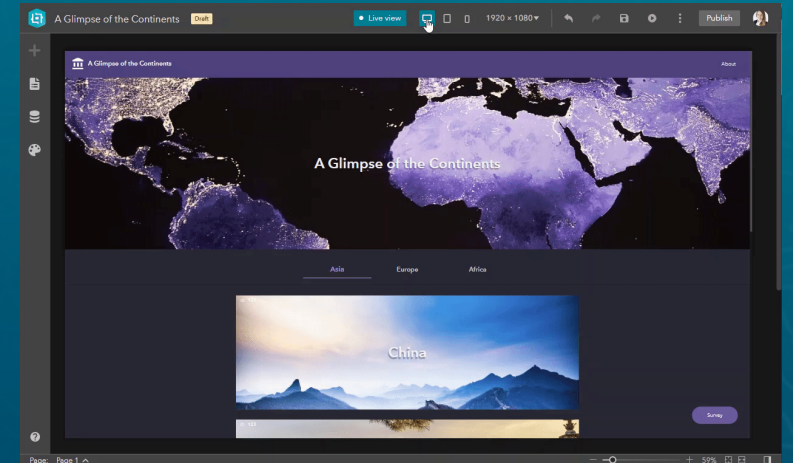 A Glimpse of the Continents Draft Live view 1920 × 1080 Publish
A Glimpse of the Continents About
A Glimpse of the Continents
Asia Europe Africa
China
Survey
Page: Page 1 59%